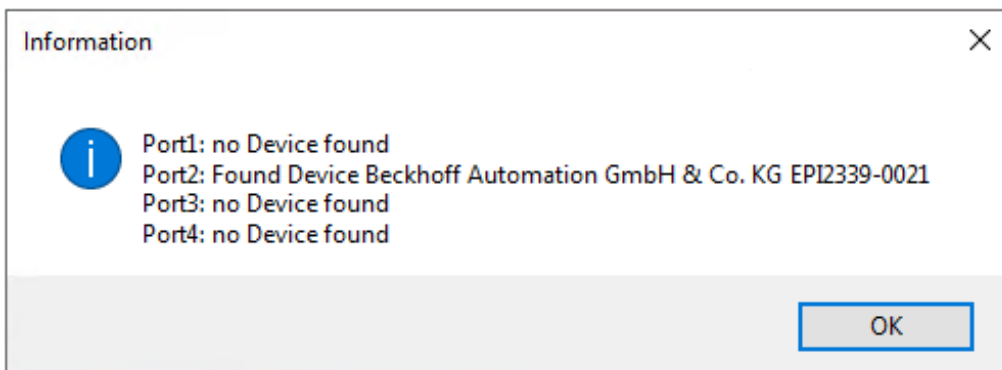 Information
Port1: no Device found
Port2: Found Device Beckhoff Automation GmbH & Co. KG EPI2339-0021
Port3: no Device found
Port4: no Device found
OK